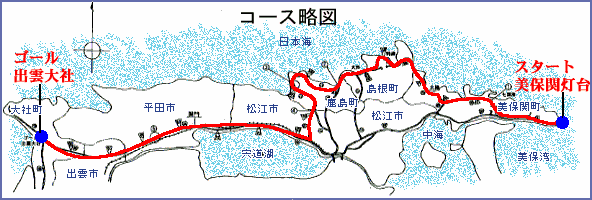 コース略図
日本海
ゴール
出雲大社
スタート
美保関灯台
大社町
平田市
松江市
鹿島町
島根町
松江市
美保関町
出雲市
宍道湖
中海
美保湾